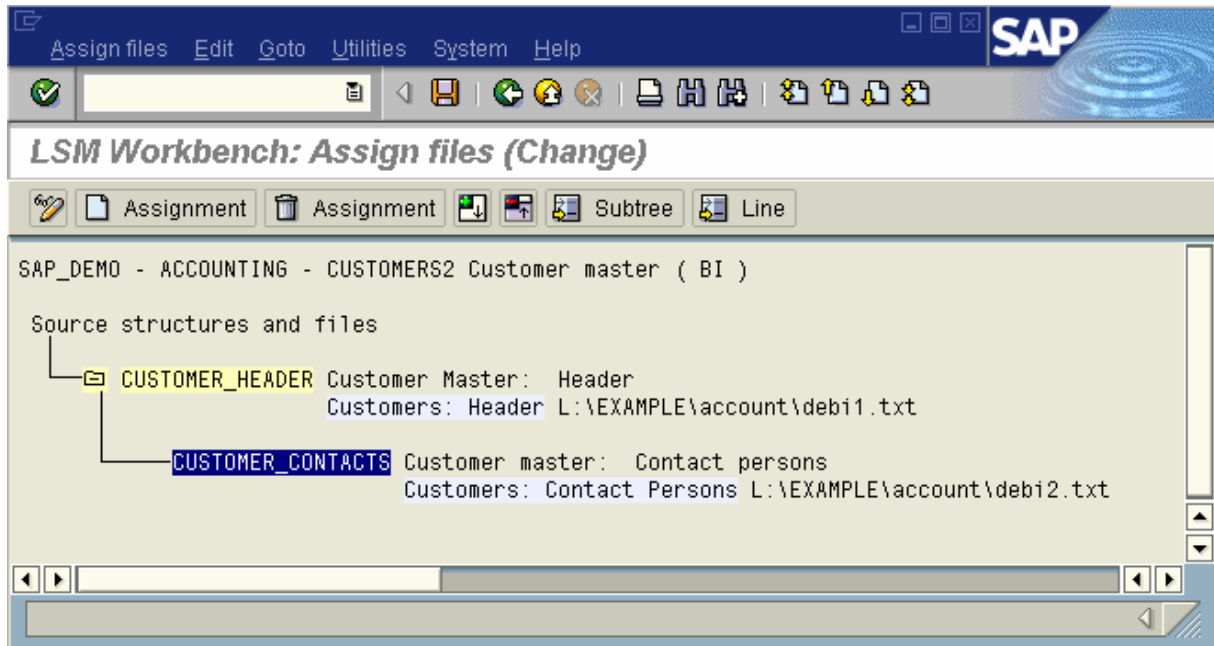 Assign files Edit Goto Utilities System Help
SAP
LSM Workbench: Assign files (Change)
Assignment Assignment Subtree Line
SAP_DEMO - ACCOUNTING - CUSTOMERS2 Customer master ( BI )
Source structures and files
CUSTOMER_HEADER Customer Master: Header
Customers: Header L:\EXAMPLE\account\debi1.txt
CUSTOMER_CONTACTS Customer master: Contact persons
Customers: Contact Persons L:\EXAMPLE\account\debi2.txt